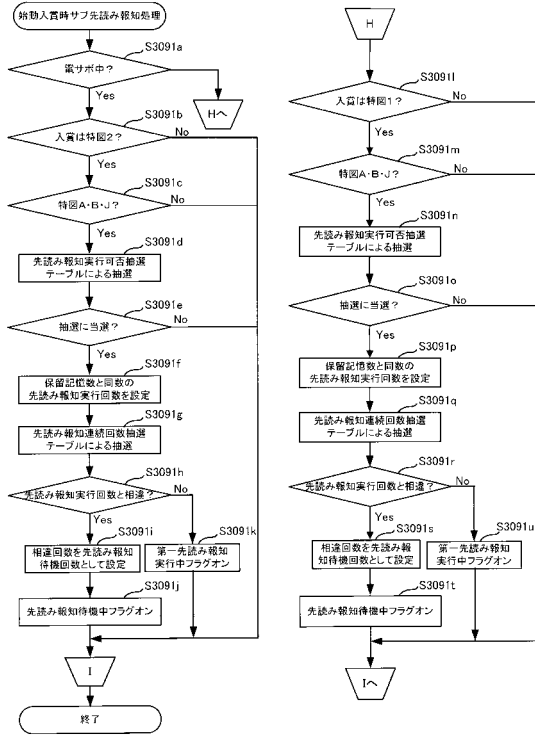 始動入賞時サブ先読み報知処理
S3091a
電サポ中?
Yes
Hへ
S3091b
入賞は特図2?
No
Yes
S3091c
特図A・B・J?
No
Yes
S3091d
先読み報知実行可否抽選
テーブルによる抽選
S3091e
抽選に当選?
No
Yes
S3091f
保留記憶数と同数の
先読み報知実行回数を設定
S3091g
先読み報知連続回数抽選
テーブルによる抽選
S3091h
先読み報知実行回数と相違?
No
Yes
S3091i
相違回数を先読み報知
待機回数として設定
S3091k
第一先読み報知
実行中フラグオン
S3091j
先読み報知待機中フラグオン
I
終了
H
S3091l
入賞は特図1?
No
Yes
S3091m
特図A・B・J?
No
Yes
S3091n
先読み報知実行可否抽選
テーブルによる抽選
S3091o
抽選に当選?
No
Yes
S3091p
保留記憶数と同数の
先読み報知実行回数を設定
S3091q
先読み報知連続回数抽選
テーブルによる抽選
S3091r
先読み報知実行回数と相違?
No
Yes
S3091s
相違回数を先読み報
知待機回数として設定
S3091u
第一先読み報知
実行中フラグオン
S3091t
先読み報知待機中フラグオン
Iへ